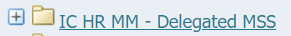 IC HR MM - Delegated MSS